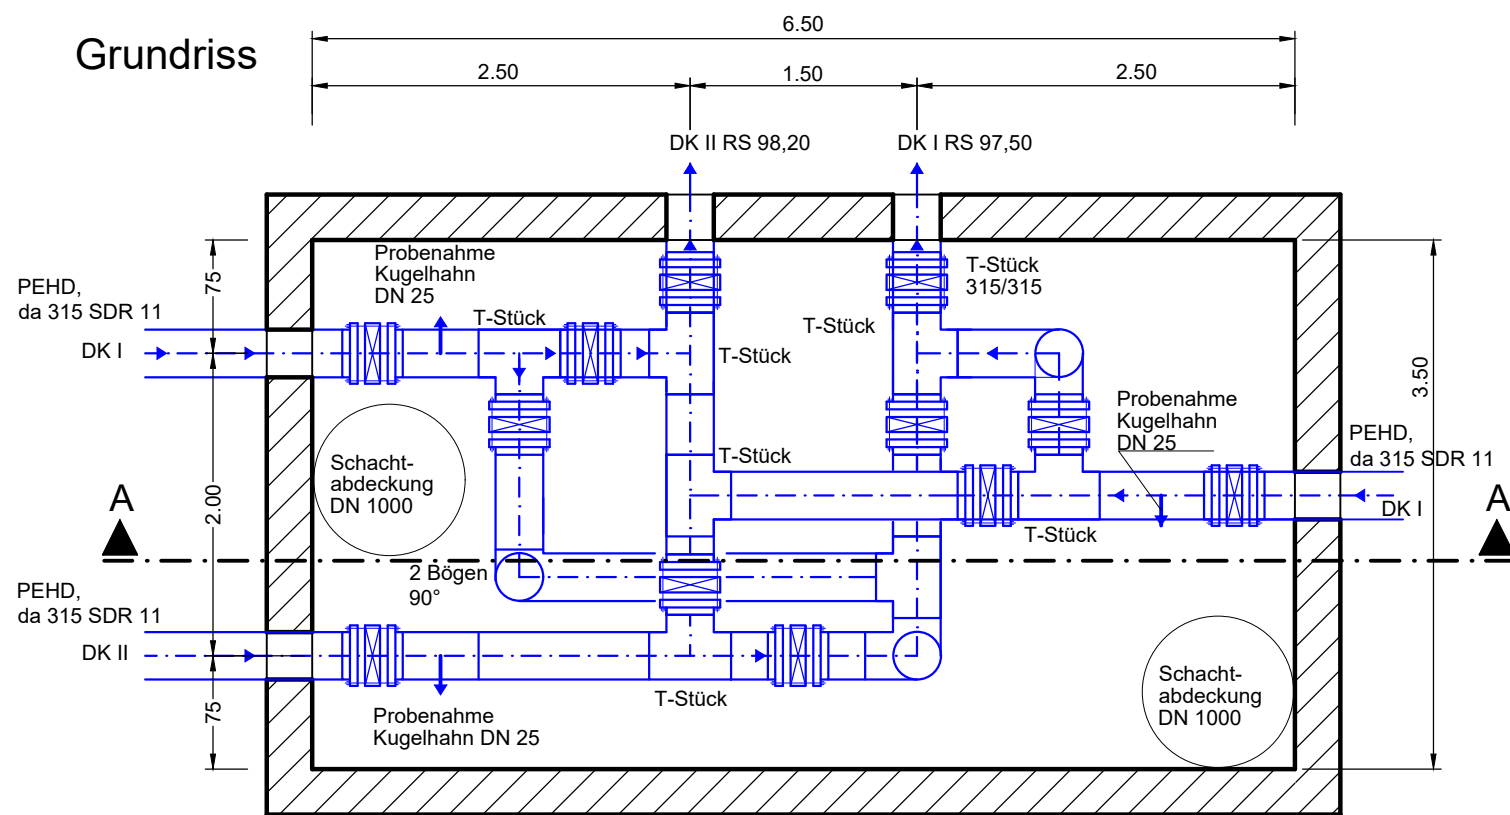 Grundriss
6.50
2.50
1.50
2.50
DK II RS 98,20
DK I RS 97,50
75
Probenahme
Kugelhahn
DN 25
T-Stück
315/315
PEHD,
da 315 SDR 11
T-Stück
T-Stück
DK I
T-Stück
3.50
Probenahme
Kugelhahn
DN 25
PEHD,
da 315 SDR 11
T-Stück
Schacht-
abdeckung
DN 1000
2.00
A
A
DK I
T-Stück
2 Bögen
90°
PEHD,
da 315 SDR 11
DK II
Schacht-
abdeckung
DN 1000
T-Stück
75
Probenahme
Kugelhahn DN 25